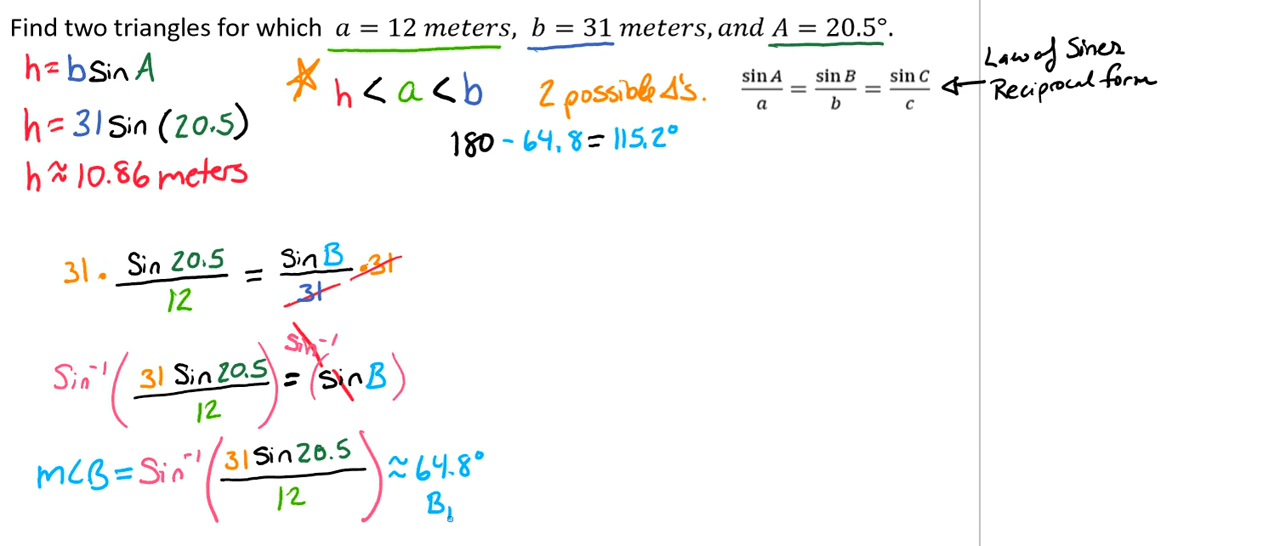 Find two triangles for which a = 12 meters, b = 31 meters, and A = 20.5°.
h = b sin A
h < a < b
2 possible Δ's.
sin A / a = sin B / b = sin C / c
Law of Sines
Reciprocal form
h = 31 sin (20.5)
180 - 64.8 = 115.2°
h ≈ 10.86 meters
31 · Sin 20.5 / 12 = Sin B / 31 · 31
Sin⁻¹ ( 31 Sin 20.5 / 12 ) = Sin⁻¹ ( sin B )
m∠B = Sin⁻¹ ( 31 Sin 20.5 / 12 ) ≈ 64.8°
B₁